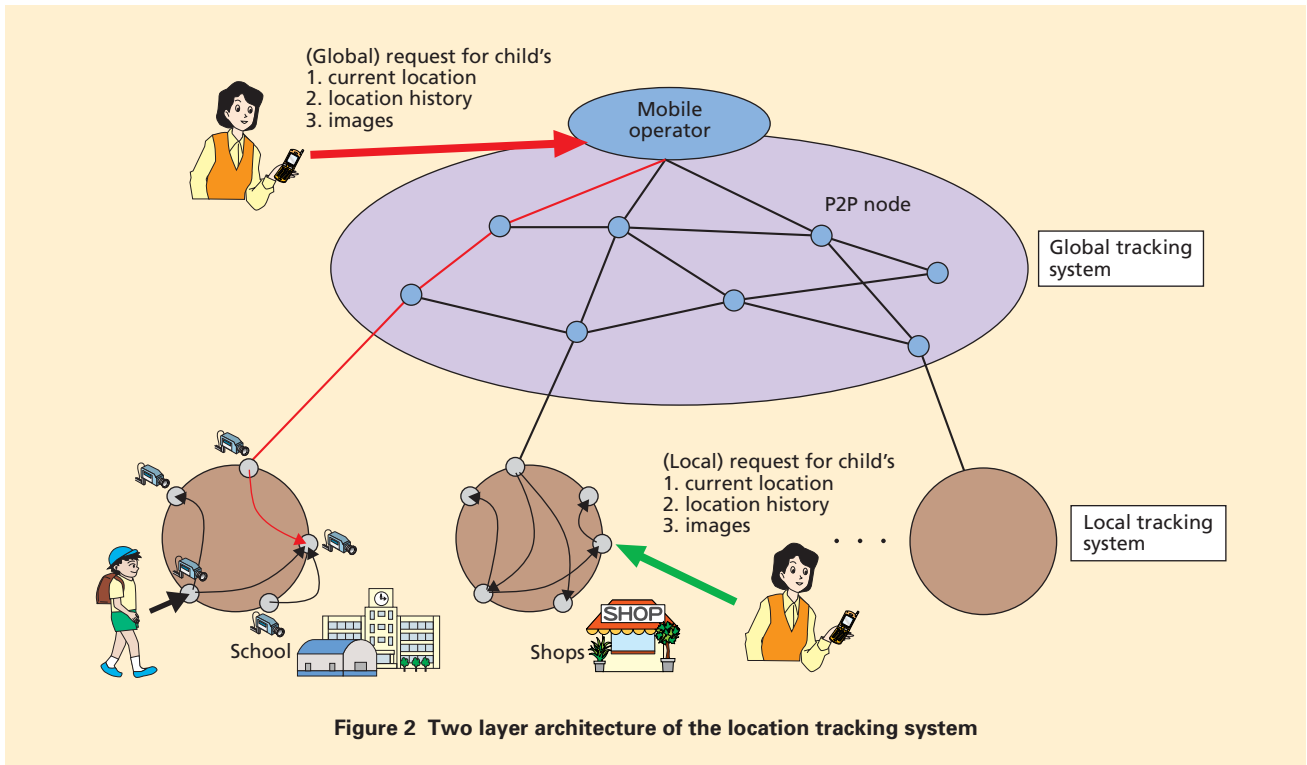 (Global) request for child's
1. current location
2. location history
3. images
Mobile
operator
P2P node
Global tracking
system
(Local) request for child's
1. current location
2. location history
3. images
Local tracking
system
School
SHOP
Shops
Figure 2 Two layer architecture of the location tracking system